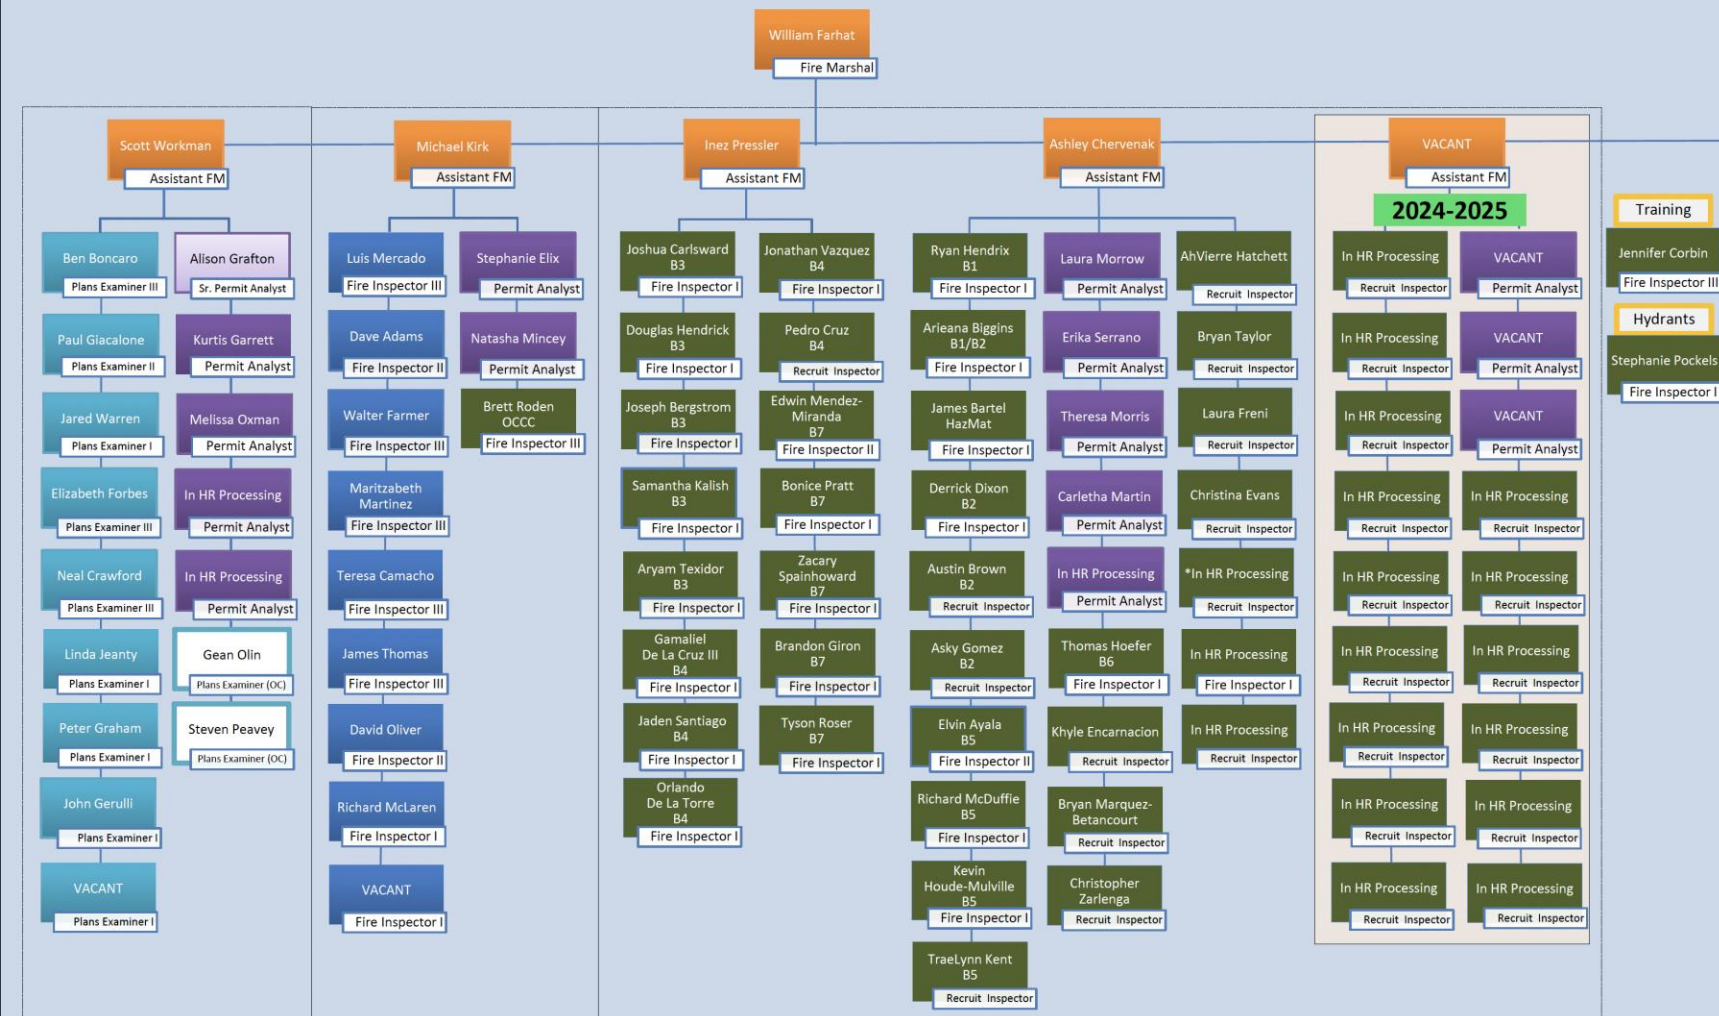 William Farhat
Fire Marshal
Scott Workman
Assistant FM
Michael Kirk
Assistant FM
Inez Pressler
Assistant FM
Ashley Chervenak
Assistant FM
VACANT
Assistant FM
2024-2025
Ben Boncaro
Plans Examiner III
Paul Giacalone
Plans Examiner II
Jared Warren
Plans Examiner I
Elizabeth Forbes
Plans Examiner III
Neal Crawford
Plans Examiner III
Linda Jeanty
Plans Examiner I
Peter Graham
Plans Examiner I
John Gerulli
Plans Examiner I
VACANT
Plans Examiner I
Alison Grafton
Sr. Permit Analyst
Kurtis Garrett
Permit Analyst
Melissa Oxman
Permit Analyst
In HR Processing
Permit Analyst
In HR Processing
Permit Analyst
Gean Olin
Plans Examiner (OC)
Steven Peavey
Plans Examiner (OC)
Luis Mercado
Fire Inspector III
Dave Adams
Fire Inspector II
Walter Farmer
Fire Inspector III
Maritzabeth
Martinez
Fire Inspector III
Teresa Camacho
Fire Inspector III
James Thomas
Fire Inspector III
David Oliver
Fire Inspector II
Richard McLaren
Fire Inspector I
VACANT
Fire Inspector I
Stephanie Elix
Permit Analyst
Natasha Mincey
Permit Analyst
Brett Roden
OCCC
Fire Inspector III
Joshua Carlsward
B3
Fire Inspector I
Douglas Hendrick
B3
Fire Inspector I
Joseph Bergstrom
B3
Fire Inspector I
Samantha Kalish
B3
Fire Inspector I
Aryam Texidor
B3
Fire Inspector I
Gamaliel
De La Cruz III
B4
Fire Inspector I
Jaden Santiago
B4
Fire Inspector I
Orlando
De La Torre
B4
Fire Inspector I
Jonathan Vazquez
B4
Fire Inspector I
Pedro Cruz
B4
Recruit Inspector
Edwin Mendez-
Miranda
B7
Fire Inspector II
Bonice Pratt
B7
Fire Inspector I
Zacary
Spainhoward
B7
Fire Inspector I
Brandon Giron
B7
Fire Inspector I
Tyson Roser
B7
Fire Inspector I
Ryan Hendrix
B1
Fire Inspector I
Arieana Biggins
B1/B2
Fire Inspector I
James Bartel
HazMat
Fire Inspector I
Derrick Dixon
B2
Fire Inspector I
Austin Brown
B2
Recruit Inspector
Asky Gomez
B2
Recruit Inspector
Elvin Ayala
B5
Fire Inspector II
Richard McDuffie
B5
Fire Inspector I
Kevin
Houde-Mulville
B5
Fire Inspector I
TraeLynn Kent
B5
Recruit Inspector
Laura Morrow
Permit Analyst
Erika Serrano
Permit Analyst
Theresa Morris
Permit Analyst
Carletha Martin
Permit Analyst
In HR Processing
Permit Analyst
Thomas Hoefer
B6
Fire Inspector I
Khyle Encarnacion
Recruit Inspector
Bryan Marquez-
Betancourt
Recruit Inspector
Christopher
Zarlenga
Recruit Inspector
AhVierre Hatchett
Recruit Inspector
Bryan Taylor
Recruit Inspector
Laura Freni
Recruit Inspector
Christina Evans
Recruit Inspector
*In HR Processing
Recruit Inspector
In HR Processing
Fire Inspector I
In HR Processing
Recruit Inspector
In HR Processing
Recruit Inspector
In HR Processing
Recruit Inspector
In HR Processing
Recruit Inspector
In HR Processing
Recruit Inspector
In HR Processing
Recruit Inspector
In HR Processing
Recruit Inspector
In HR Processing
Recruit Inspector
In HR Processing
Recruit Inspector
In HR Processing
Recruit Inspector
VACANT
Permit Analyst
VACANT
Permit Analyst
VACANT
Permit Analyst
In HR Processing
Recruit Inspector
In HR Processing
Recruit Inspector
In HR Processing
Recruit Inspector
In HR Processing
Recruit Inspector
In HR Processing
Recruit Inspector
In HR Processing
Recruit Inspector
Training
Jennifer Corbin
Fire Inspector III
Hydrants
Stephanie Pockels
Fire Inspector I